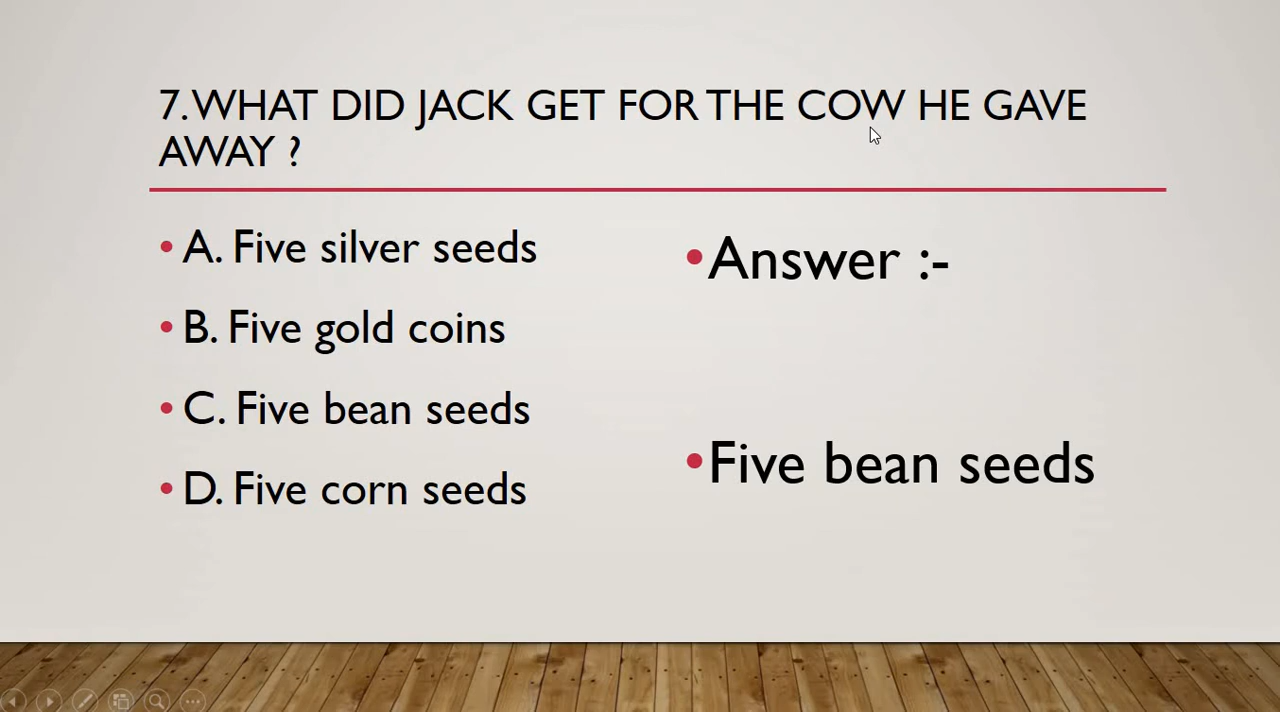 7. WHAT DID JACK GET FOR THE COW HE GAVE
AWAY ?
• A. Five silver seeds
• B. Five gold coins
• C. Five bean seeds
• D. Five corn seeds
• Answer :-
• Five bean seeds